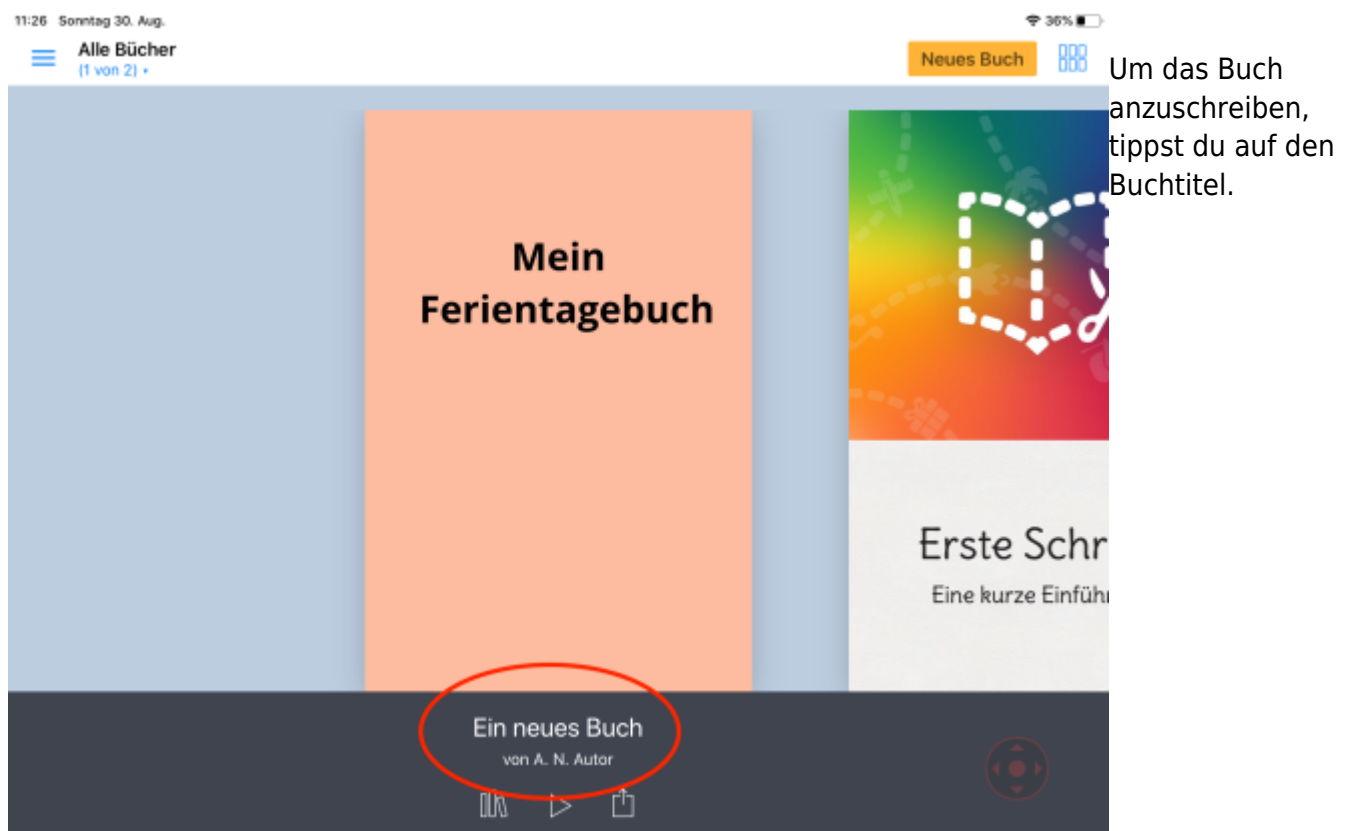 11:26 Sonntag 30. Aug.
36%
Alle Bücher
(1 von 2)
Neues Buch
Um das Buch
anzuschreiben,
tippst du auf den
Buchtitel.
Mein
Ferientagebuch
Erste Schr
Eine kurze Einfüh
Ein neues Buch
von A. N. Autor